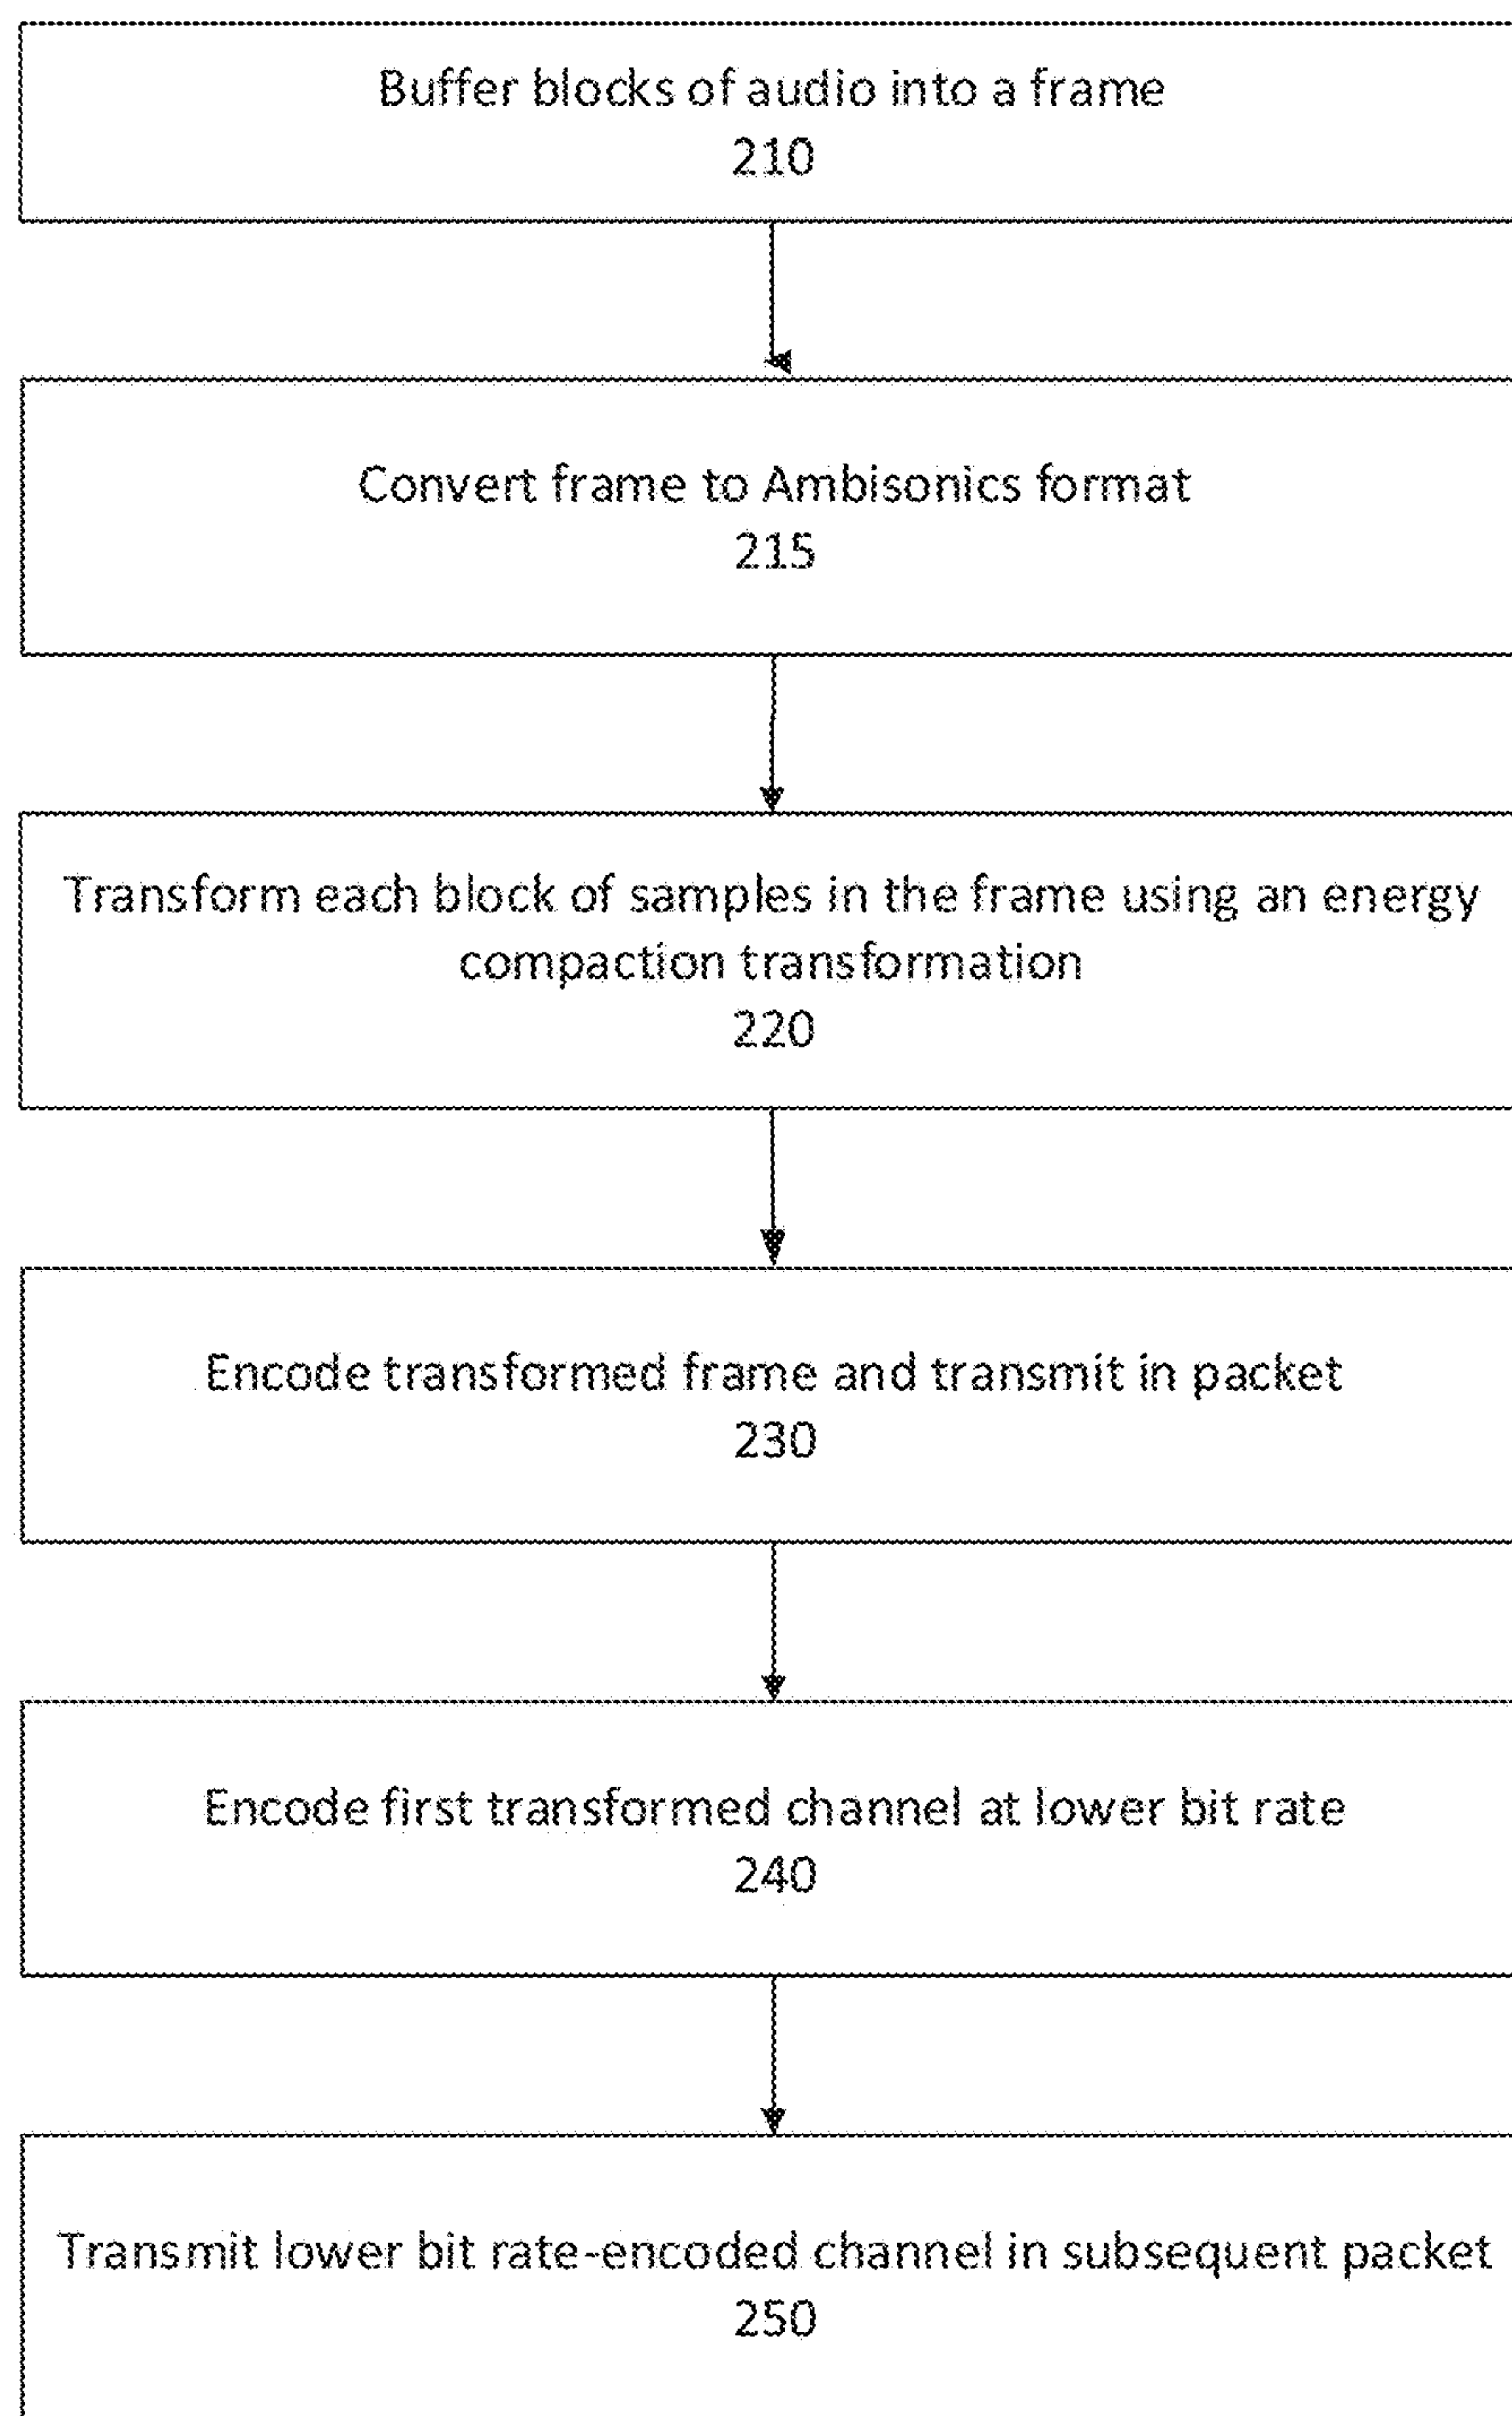 Buffer blocks of audio into a frame
210
Convert frame to Ambisonics format
215
Transform each block of samples in the frame using an energy
compaction transformation
220
Encode transformed frame and transmit in packet
230
Encode first transformed channel at lower bit rate
240
Transmit lower bit rate-encoded channel in subsequent packet
250